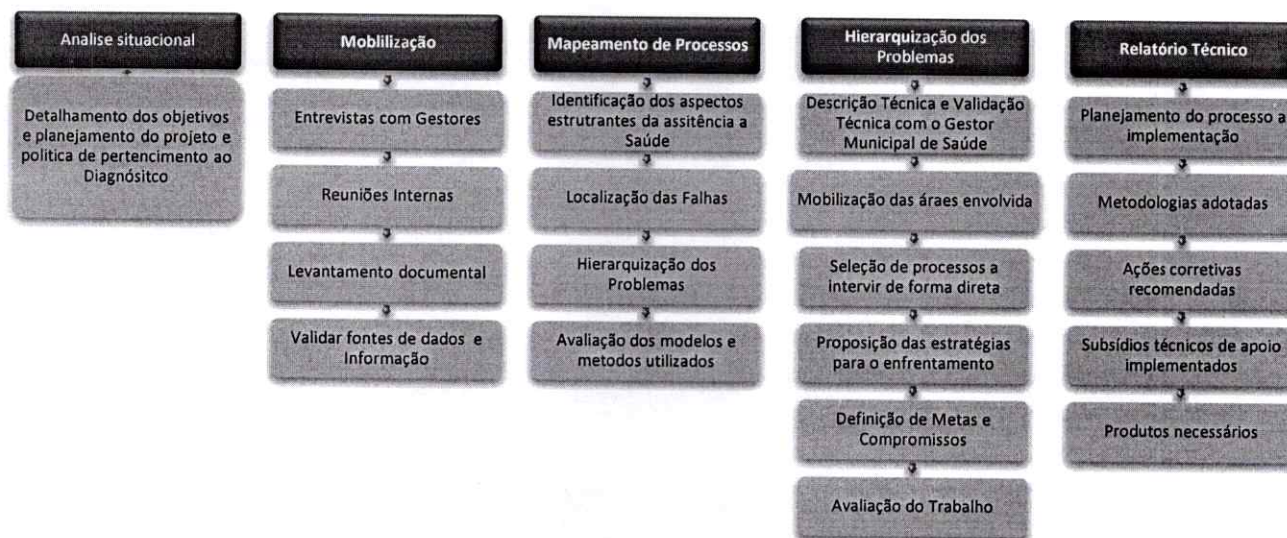 Analise situacional
Detalhamento dos objetivos
e planejamento do projeto e
politica de pertencimento ao
Diagnósitco
Moblilização
Entrevistas com Gestores
Reuniões Internas
Levantamento documental
Validar fontes de dados e
Informação
Mapeamento de Processos
Identificação dos aspectos
estrutrantes da assitência a
Saúde
Localização das Falhas
Hierarquização dos
Problemas
Avaliação dos modelos e
metodos utilizados
Hierarquização dos
Problemas
Descrição Técnica e Validação
Técnica com o Gestor
Municipal de Saúde
Mobilização das áraes envolvida
Seleção de processos a
intervir de forma direta
Proposição das estratégias
para o enfrentamento
Definição de Metas e
Compromissos
Avaliação do Trabalho
Relatório Técnico
Planejamento do processo a
implementação
Metodologias adotadas
Ações corretivas
recomendadas
Subsídios técnicos de apoio
implementados
Produtos necessários